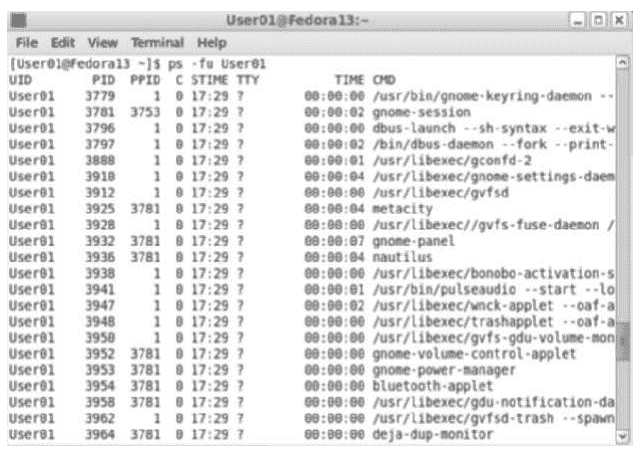 User01@Fedora13:~
File Edit View Terminal Help
[User01@Fedora13 ~]$ ps -fu User01
UID PID PPID C STIME TTY TIME CMD
User01 3779 1 0 17:29 ? 00:00:00 /usr/bin/gnome-keyring-daemon --
User01 3781 3753 0 17:29 ? 00:00:02 gnome-session
User01 3796 1 0 17:29 ? 00:00:00 dbus-launch --sh-syntax --exit-w
User01 3797 1 0 17:29 ? 00:00:02 /bin/dbus-daemon --fork --print-
User01 3888 1 0 17:29 ? 00:00:01 /usr/libexec/gconfd-2
User01 3910 1 0 17:29 ? 00:00:04 /usr/libexec/gnome-settings-daem
User01 3912 1 0 17:29 ? 00:00:00 /usr/libexec/gvfsd
User01 3925 3781 0 17:29 ? 00:00:04 metacity
User01 3928 1 0 17:29 ? 00:00:00 /usr/libexec//gvfs-fuse-daemon /
User01 3932 3781 0 17:29 ? 00:00:07 gnome-panel
User01 3936 3781 0 17:29 ? 00:00:04 nautilus
User01 3938 1 0 17:29 ? 00:00:00 /usr/libexec/bonobo-activation-s
User01 3941 1 0 17:29 ? 00:00:01 /usr/bin/pulseaudio --start --lo
User01 3947 1 0 17:29 ? 00:00:02 /usr/libexec/wnck-applet --oaf-a
User01 3948 1 0 17:29 ? 00:00:00 /usr/libexec/trashapplet --oaf-a
User01 3950 1 0 17:29 ? 00:00:00 /usr/libexec/gvfs-gdu-volume-mon
User01 3952 3781 0 17:29 ? 00:00:00 gnome-volume-control-applet
User01 3953 3781 0 17:29 ? 00:00:00 gnome-power-manager
User01 3954 3781 0 17:29 ? 00:00:00 bluetooth-applet
User01 3958 3781 0 17:29 ? 00:00:00 /usr/libexec/gdu-notification-da
User01 3962 1 0 17:29 ? 00:00:00 /usr/libexec/gvfsd-trash --spawn
User01 3964 3781 0 17:29 ? 00:00:00 deja-dup-monitor